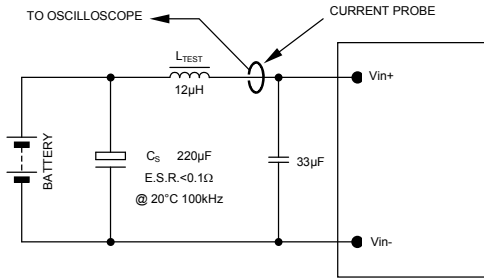 TO OSCILLOSCOPE
CURRENT PROBE
LTEST
12µH
Vin+
BATTERY
CS 220µF
E.S.R.<0.1Ω
@ 20°C 100kHz
33µF
Vin-